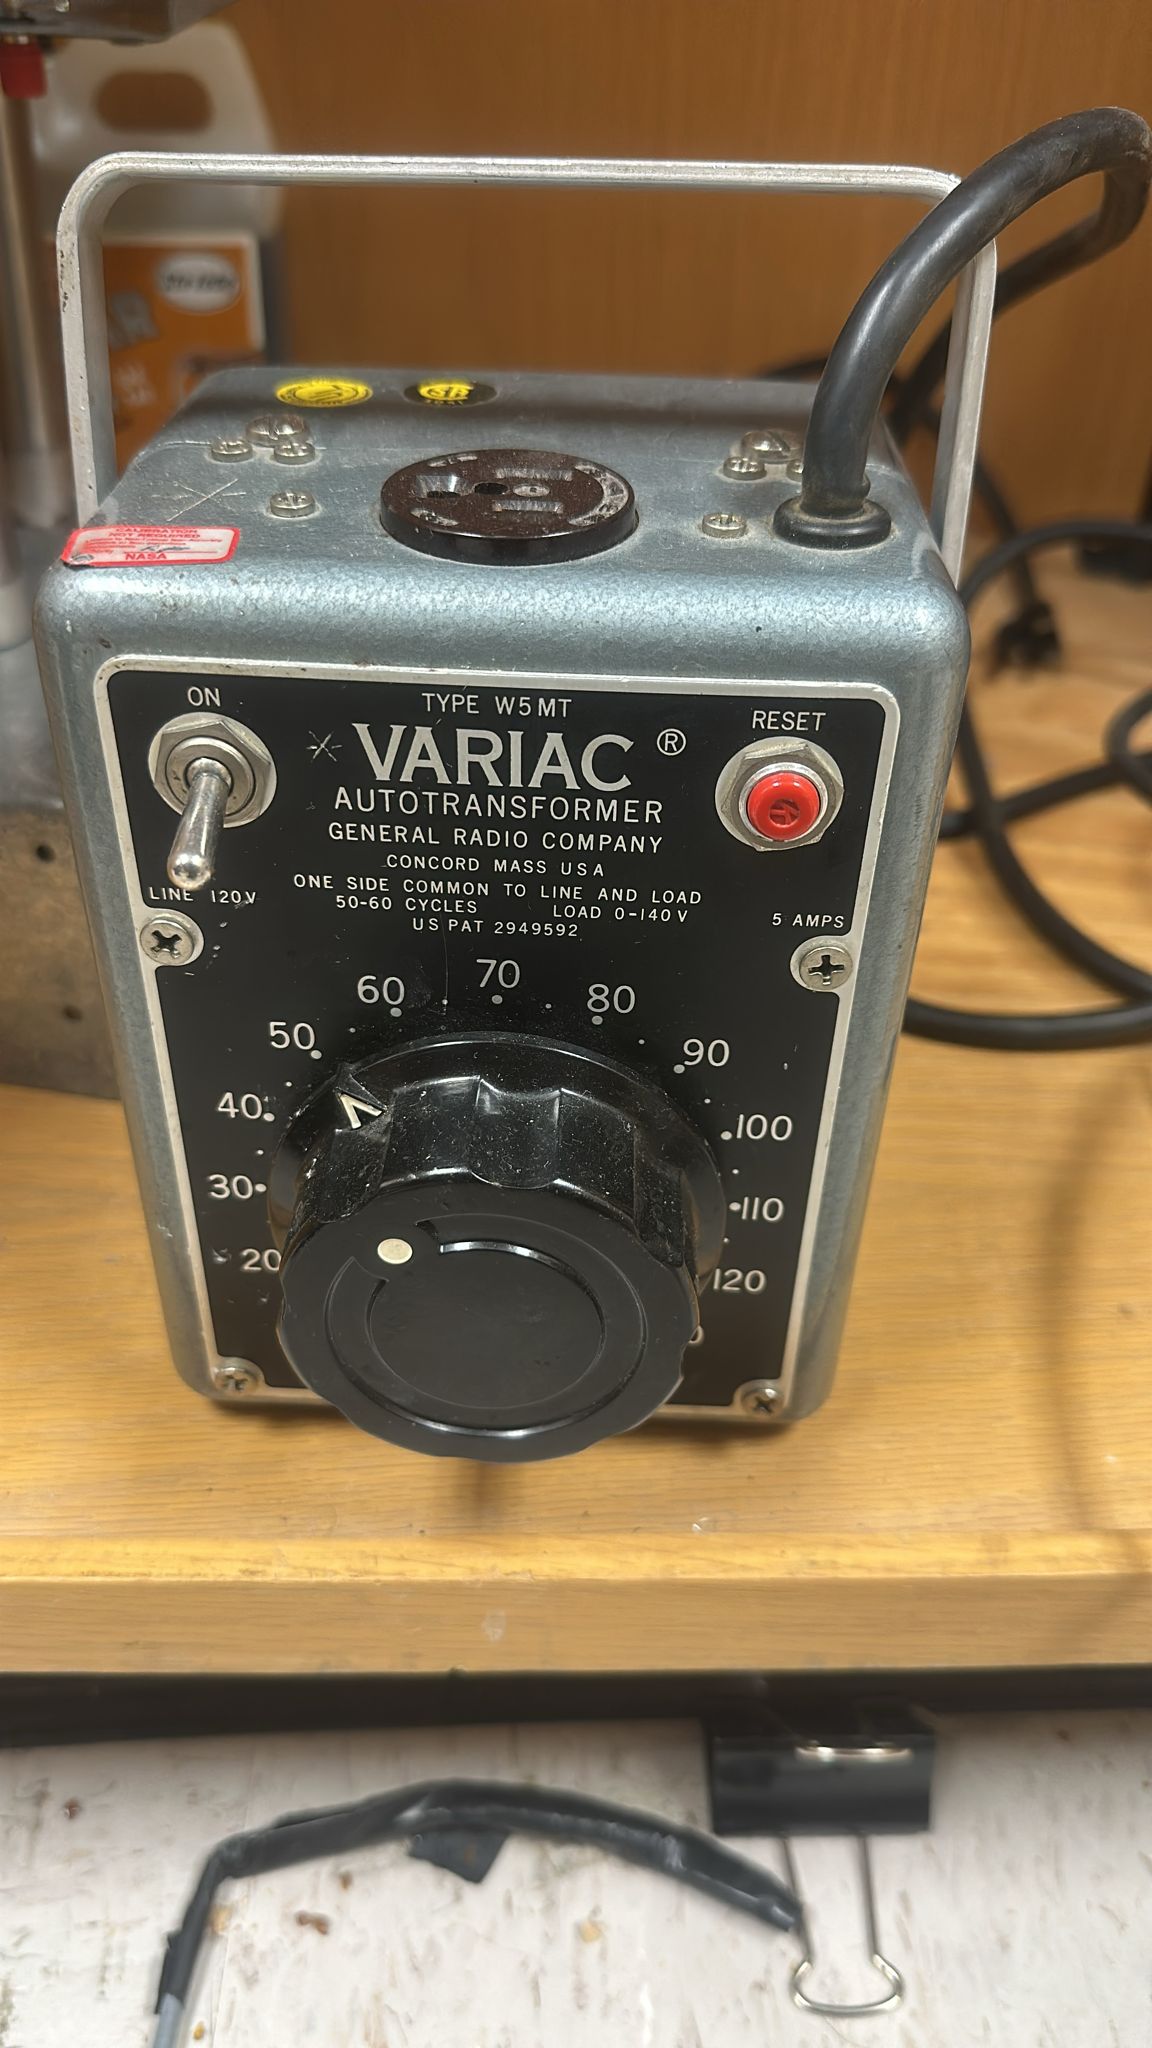 CALIBRATION
NOT REQUIRED
NASA
ON
TYPE W5MT
RESET
VARIAC ®
AUTOTRANSFORMER
GENERAL RADIO COMPANY
CONCORD MASS USA
ONE SIDE COMMON TO LINE AND LOAD
LINE 120V
50-60 CYCLES LOAD 0-140V
5 AMPS
US PAT 2949592
70
60
80
50
90
40
100
30
110
20
120